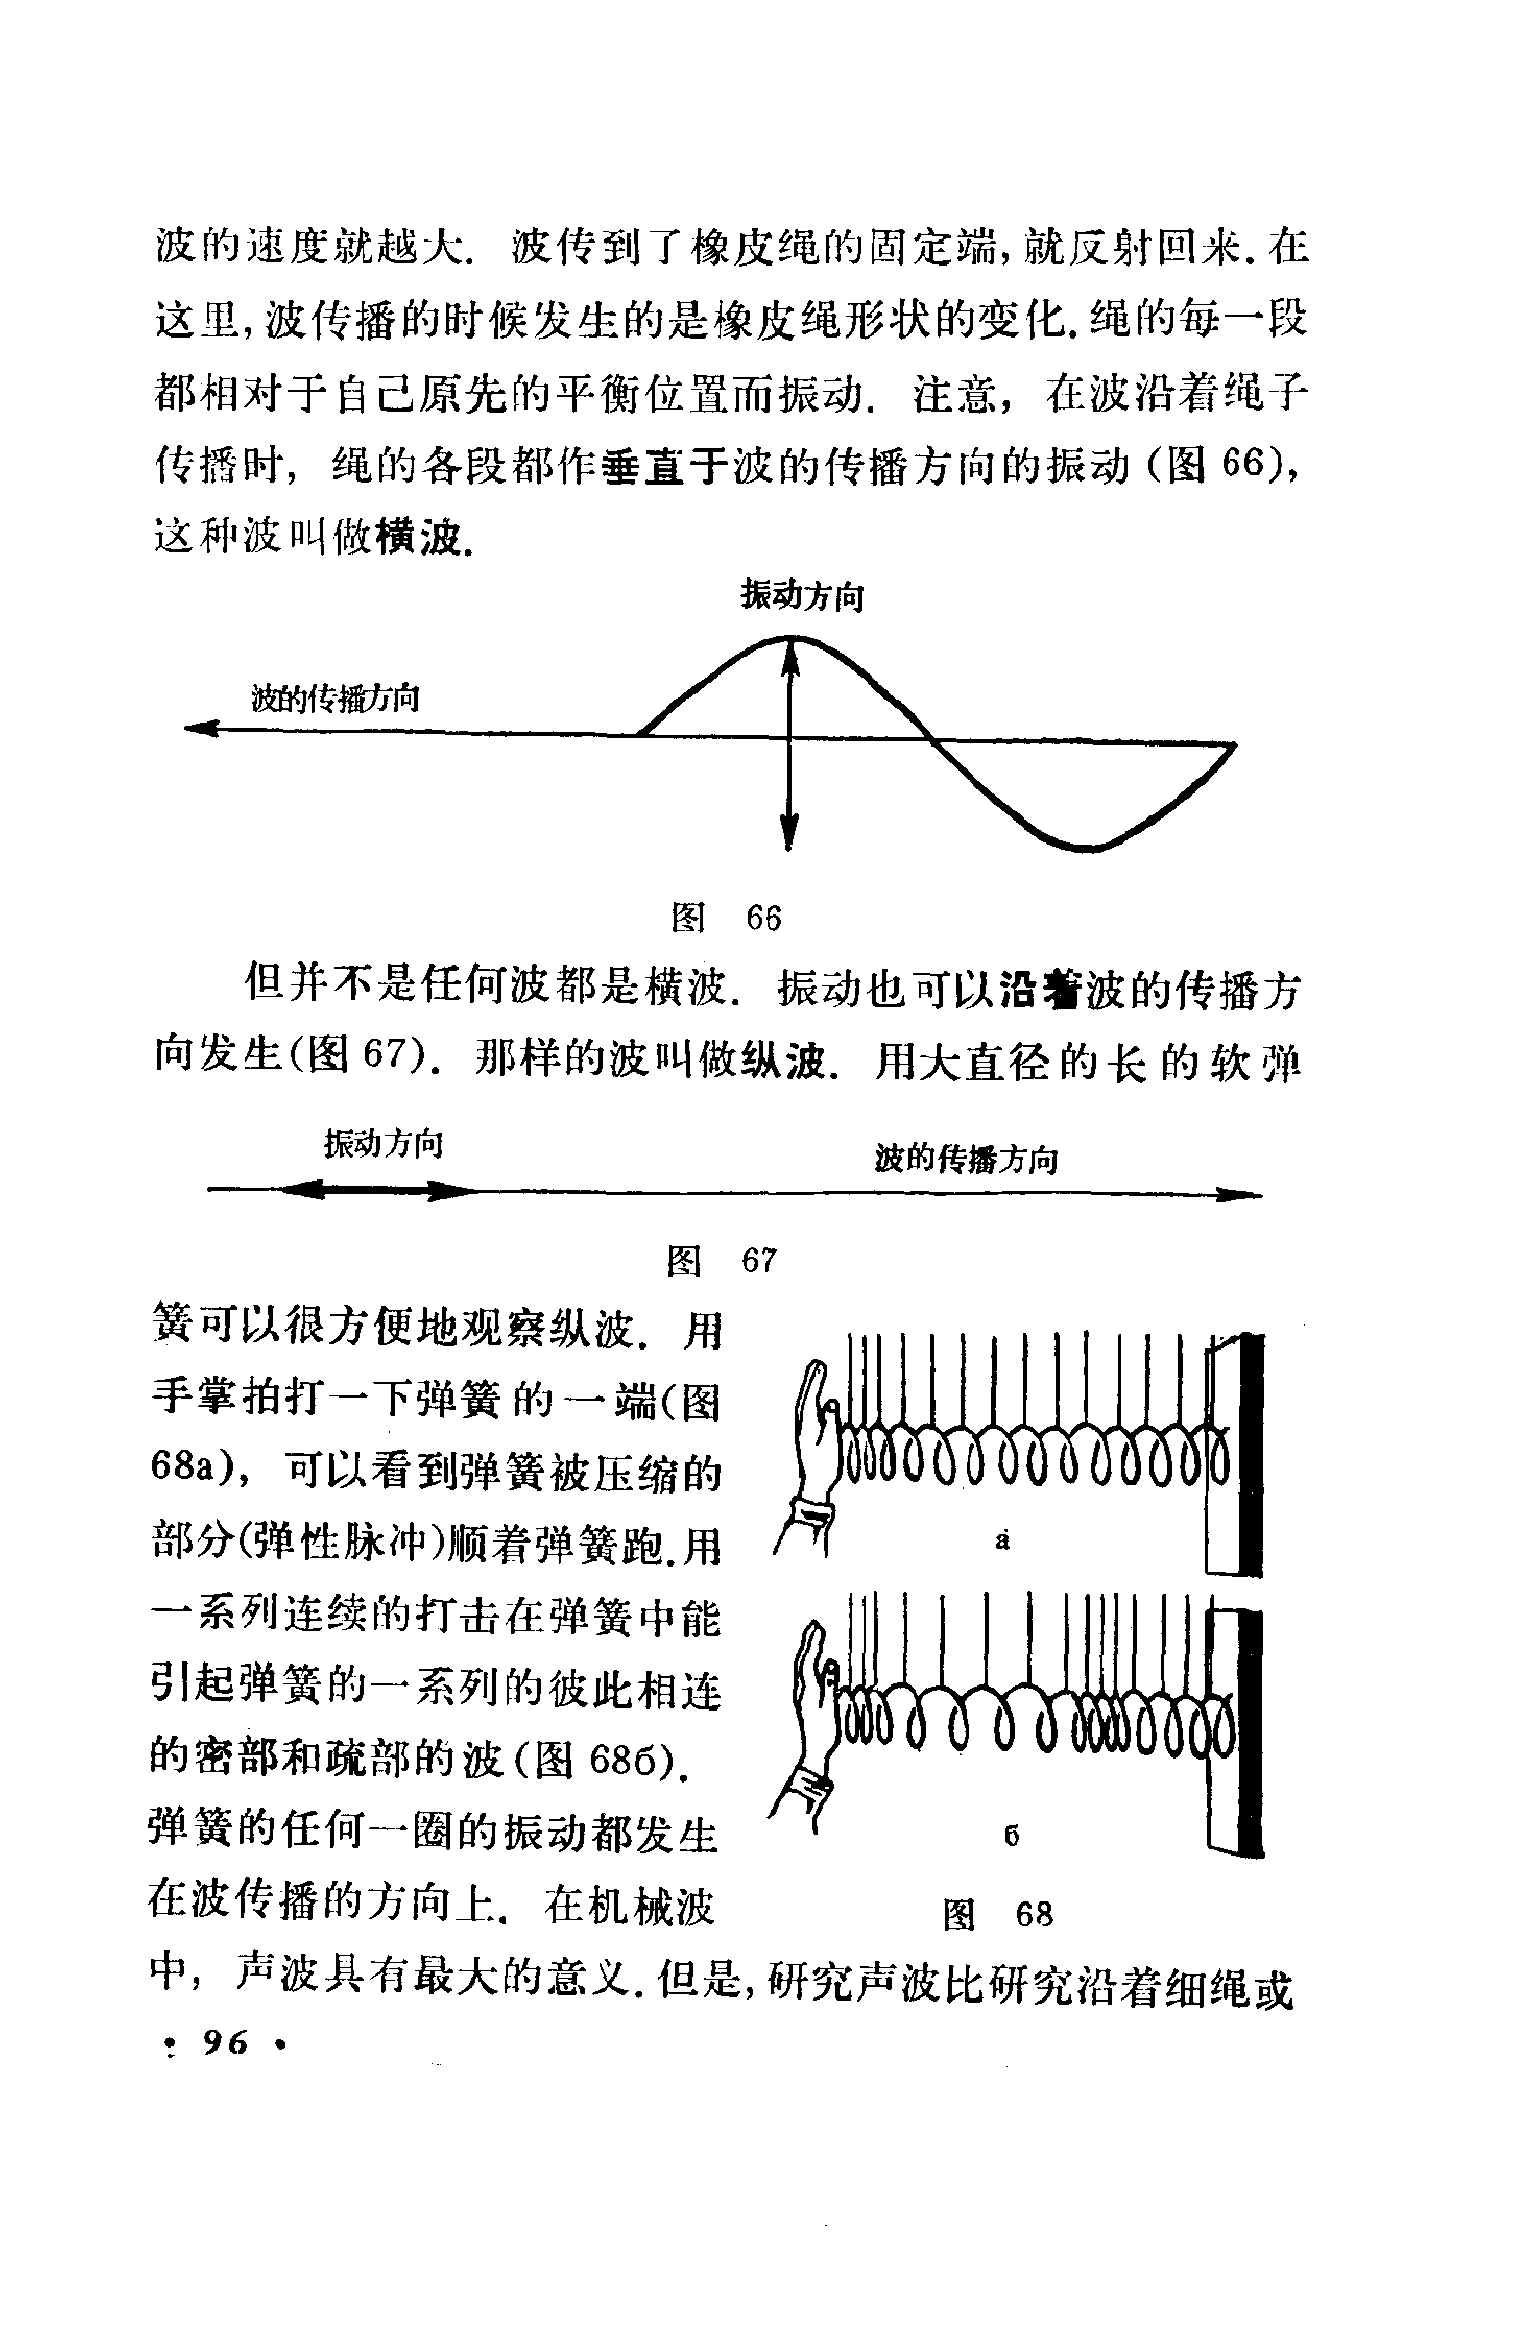 波的速度就越大. 波传到了橡皮绳的固定端,就反射回来.在
这里,波传播的时候发生的是橡皮绳形状的变化.绳的每一段
都相对于自己原先的平衡位置而振动. 注意, 在波沿着绳子
传播时, 绳的各段都作垂直于波的传播方向的振动(图 66),
这种波叫做横波.
振动方向
波的传播方向
图 66
但并不是任何波都是横波. 振动也可以沿着波的传播方
向发生(图 67). 那样的波叫做纵波. 用大直径的长的软弹
振动方向
波的传播方向
图 67
簧可以很方便地观察纵波. 用
手掌拍打一下弹簧的一端(图
68a), 可以看到弹簧被压缩的
部分(弹性脉冲)顺着弹簧跑.用
一系列连续的打击在弹簧中能
引起弹簧的一系列的彼此相连
的密部和疏部的波(图 68б).
弹簧的任何一圈的振动都发生
在波传播的方向上. 在机械波
a
б
图 68
中, 声波具有最大的意义.但是,研究声波比研究沿着细绳或
· 96 ·